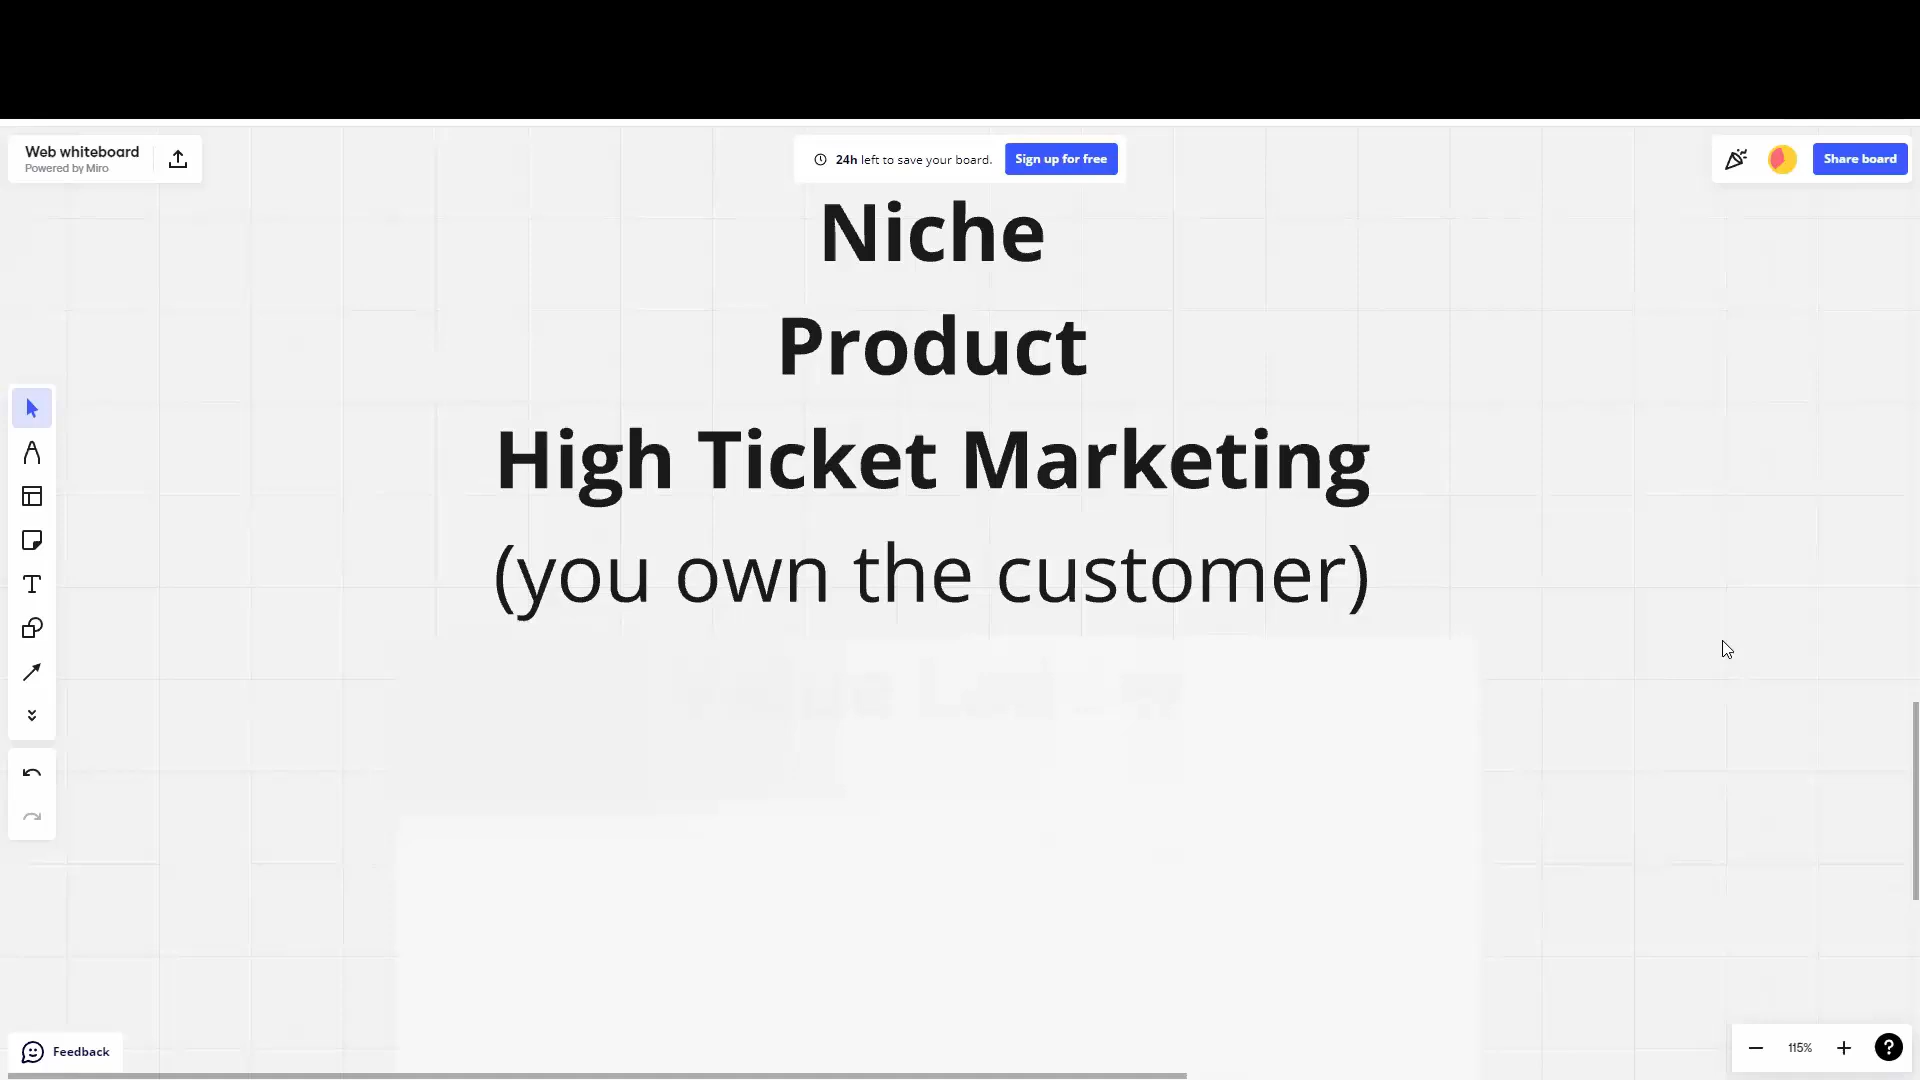 Web whiteboard
Powered by Miro
24h left to save your board.
Sign up for free
Share board
Niche
Product
High Ticket Marketing
(you own the customer)
Feedback
115%
?